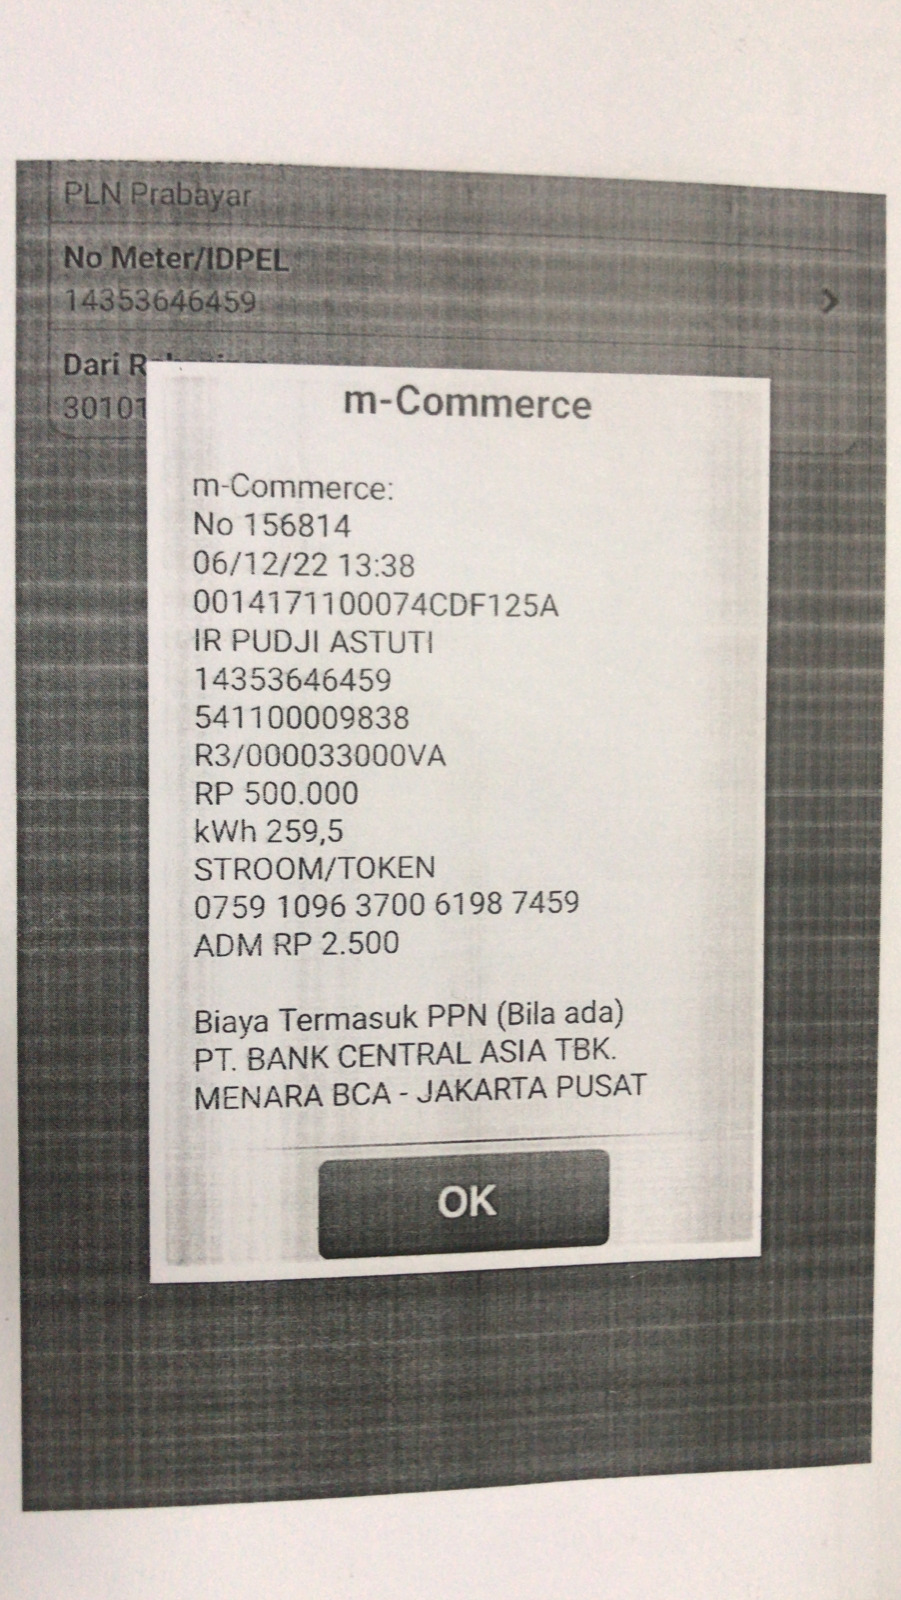 PLN Prabayar
No Meter/IDPEL
14353646459
Dari
30101
m-Commerce
m-Commerce:
No 156814
06/12/22 13:38
0014171100074CDF125A
IR PUDJI ASTUTI
14353646459
541100009838
R3/000033000VA
RP 500.000
kWh 259,5
STROOM/TOKEN
0759 1096 3700 6198 7459
ADM RP 2.500
Biaya Termasuk PPN (Bila ada)
PT. BANK CENTRAL ASIA TBK.
MENARA BCA - JAKARTA PUSAT
OK